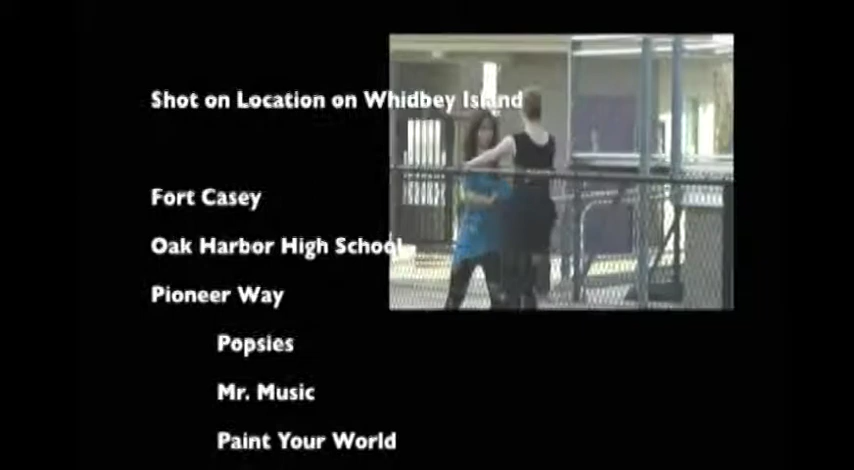 Shot on Location on Whidbey Island
Fort Casey
Oak Harbor High School
Pioneer Way
Popsies
Mr. Music
Paint Your World